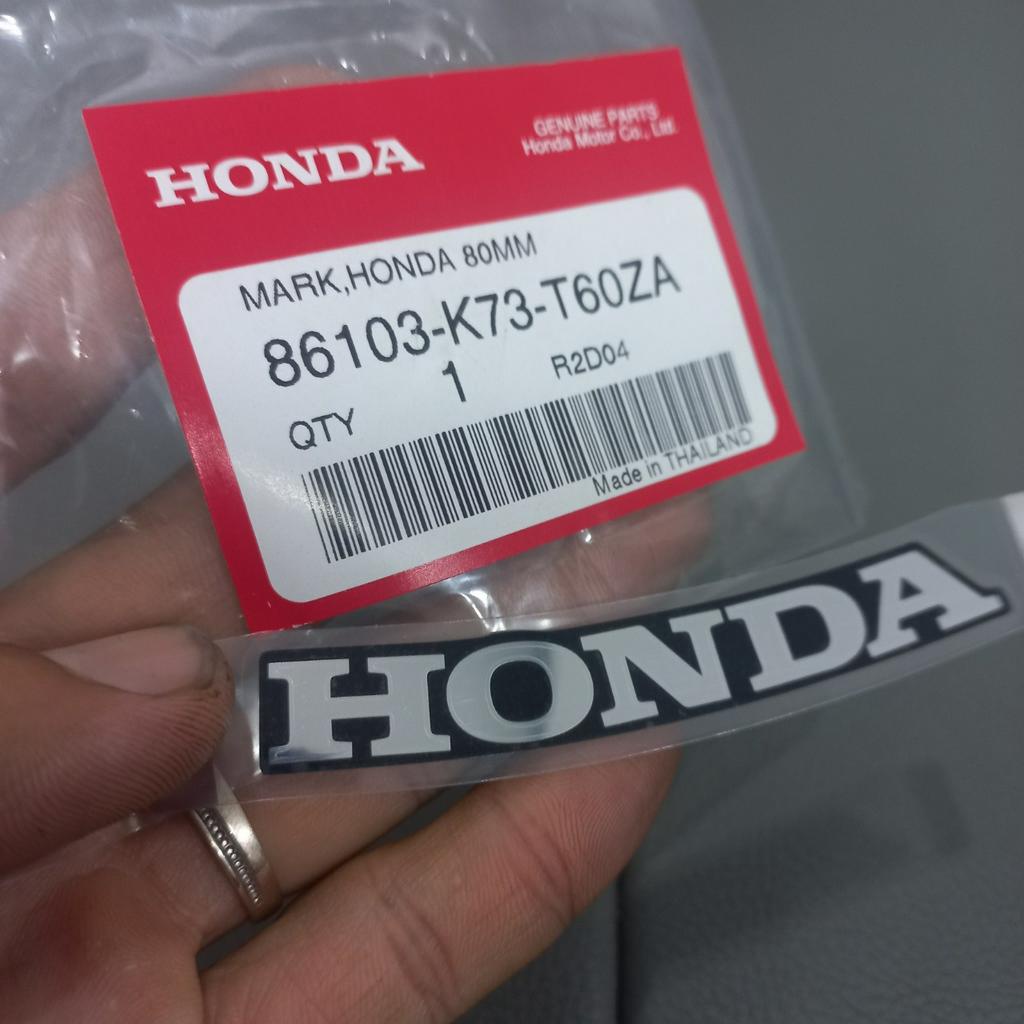 HONDA
GENUINE PARTS
Honda Motor Co., Ltd.
MARK,HONDA 80MM
86103-K73-T60ZA
QTY 1 R2D04
Made in THAILAND
HONDA